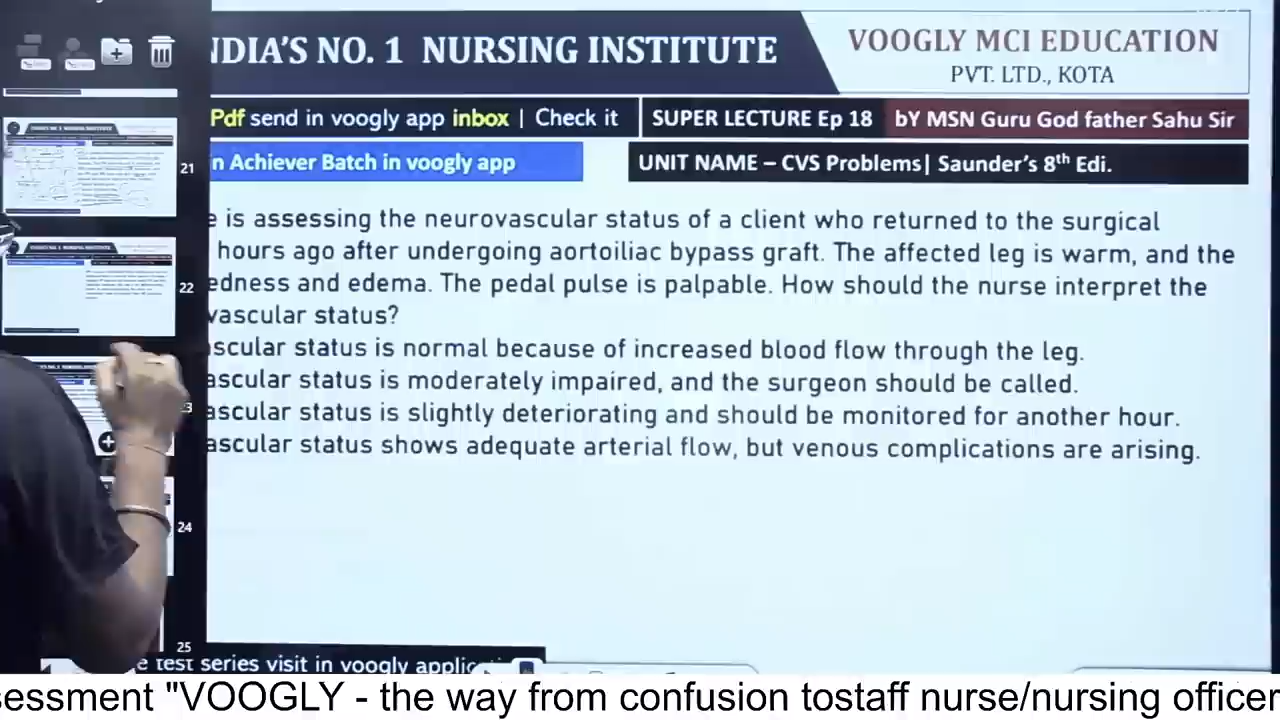 NDIA'S NO. 1 NURSING INSTITUTE
VOOGLY MCI EDUCATION
PVT. LTD., KOTA
Pdf send in voogly app inbox | Check it
SUPER LECTURE Ep 18 bY MSN Guru God father Sahu Sir
n Achiever Batch in voogly app
UNIT NAME – CVS Problems| Saunder's 8th Edi.
e is assessing the neurovascular status of a client who returned to the surgical
hours ago after undergoing aortoiliac bypass graft. The affected leg is warm, and the
edness and edema. The pedal pulse is palpable. How should the nurse interpret the
vascular status?
ascular status is normal because of increased blood flow through the leg.
ascular status is moderately impaired, and the surgeon should be called.
ascular status is slightly deteriorating and should be monitored for another hour.
ascular status shows adequate arterial flow, but venous complications are arising.
21
22
23
24
25
e test series visit in voogly applic
sessment "VOOGLY - the way from confusion tostaff nurse/nursing officer